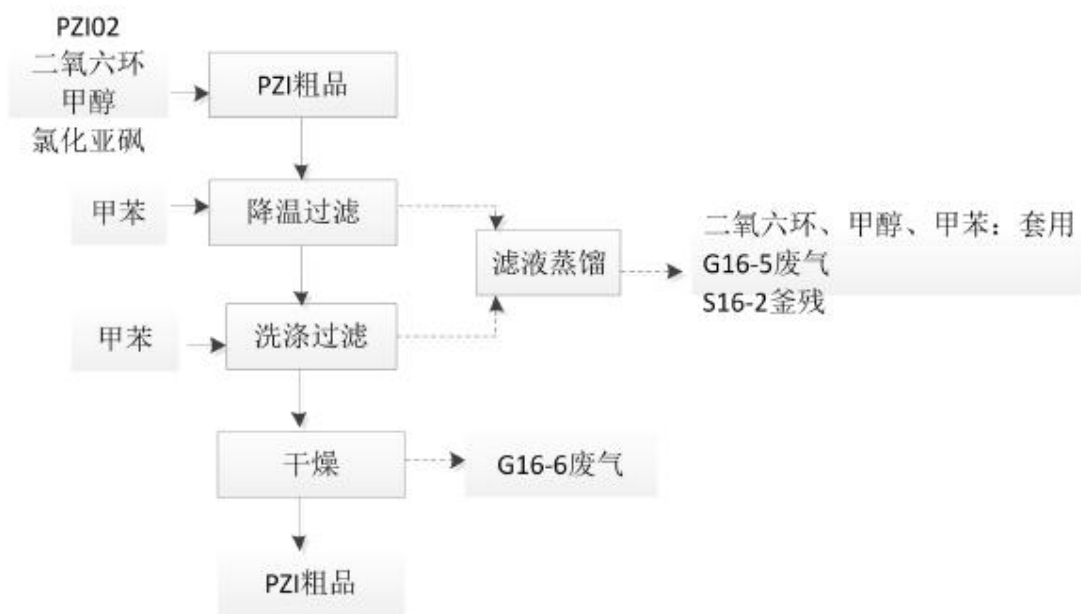 PZI02
二氧六环
甲醇
氯化亚砜
PZI粗品
甲苯
降温过滤
滤液蒸馏
二氧六环、甲醇、甲苯：套用
G16-5废气
S16-2釜残
甲苯
洗涤过滤
干燥
G16-6废气
PZI粗品